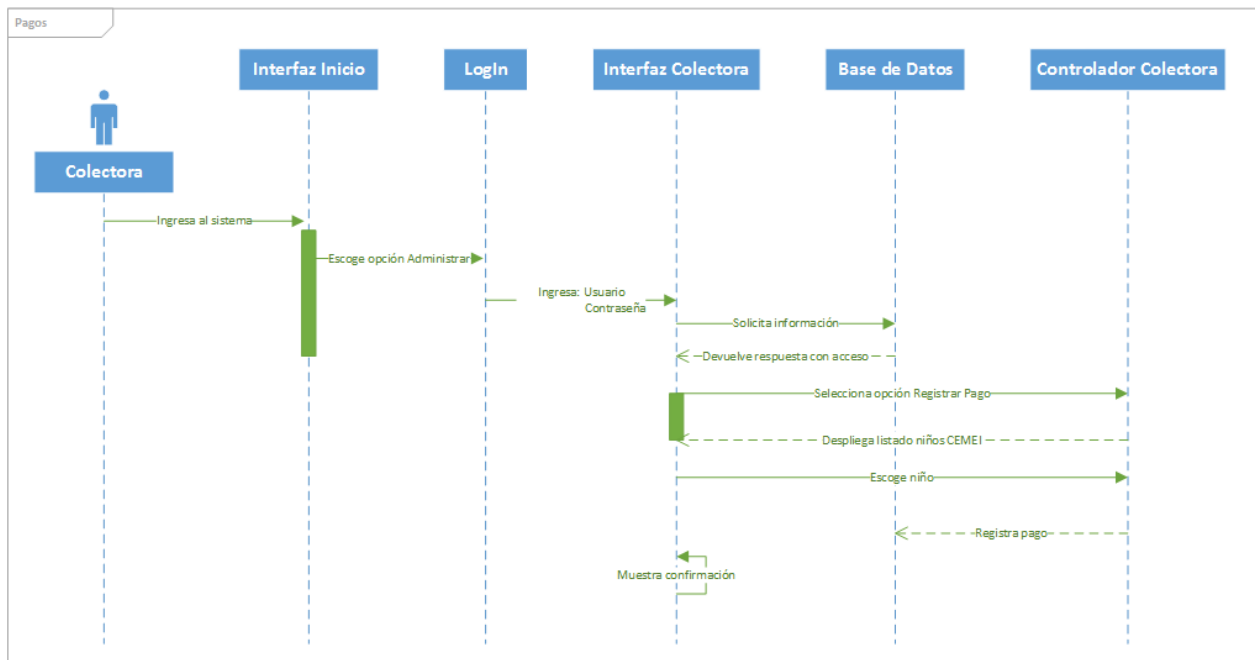 Pagos
Interfaz Inicio
LogIn
Interfaz Colectora
Base de Datos
Controlador Colectora
Colectora
Ingresa al sistema
Escoge opción Administrar
Ingresa: Usuario
Contraseña
Solicita información
Devuelve respuesta con acceso
Selecciona opción Registrar Pago
Despliega listado niños CEMEI
Escoge niño
Registra pago
Muestra confirmación